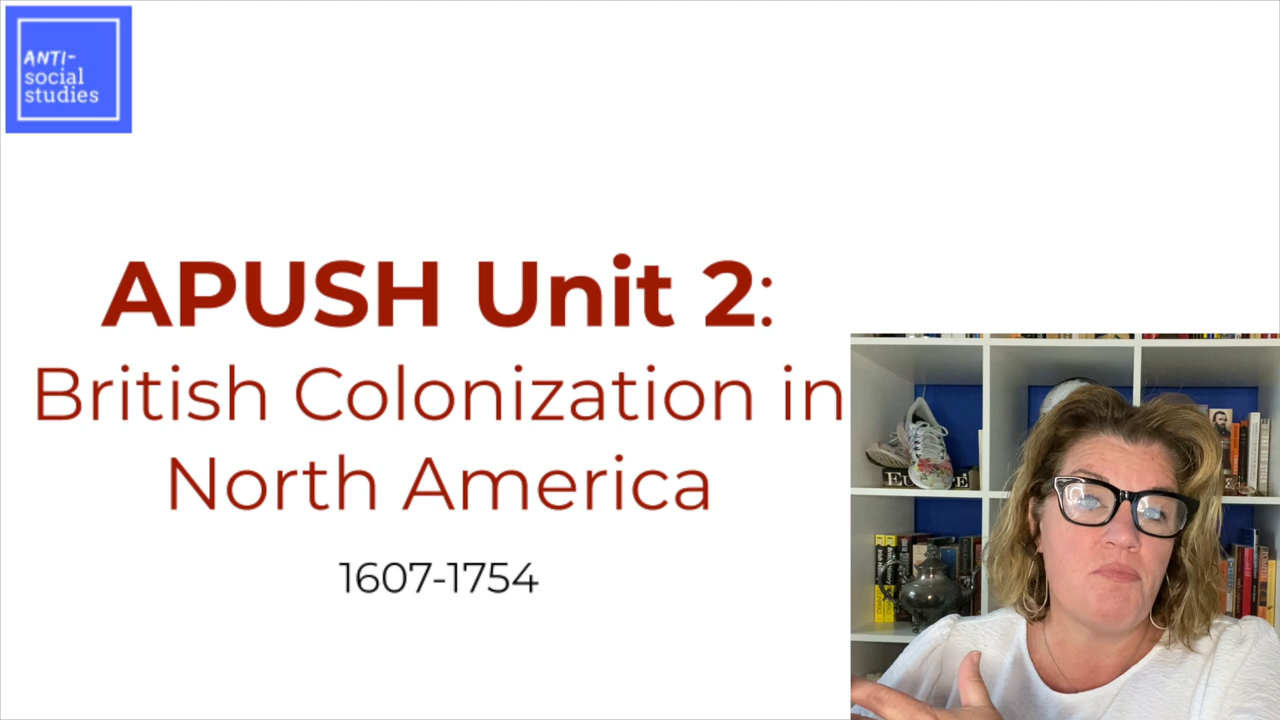 ANTI-
social
studies
APUSH Unit 2:
British Colonization in
North America
1607-1754